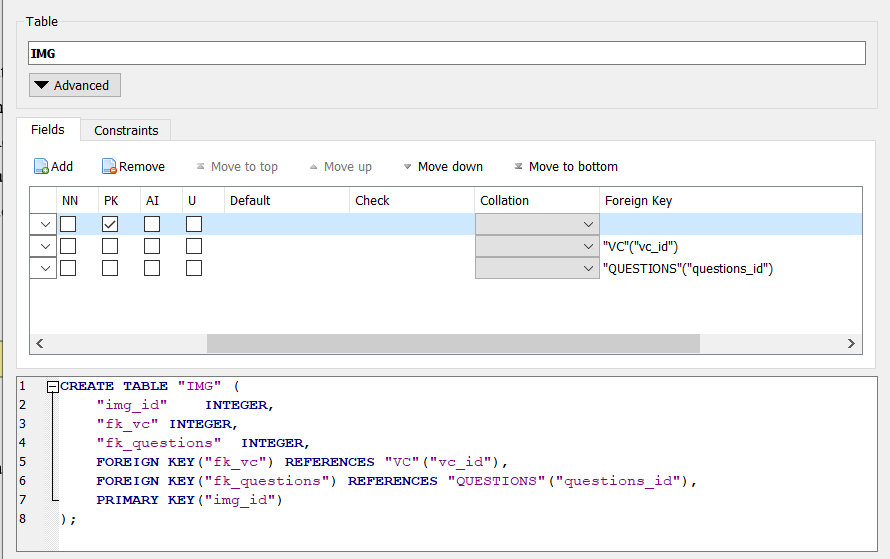 Table
IMG
Advanced
Fields Constraints
Add Remove Move to top Move up Move down Move to bottom
NN PK AI U Default Check Collation Foreign Key
"VC"("vc_id")
"QUESTIONS"("questions_id")
1 CREATE TABLE "IMG" (
2 "img_id" INTEGER,
3 "fk_vc" INTEGER,
4 "fk_questions" INTEGER,
5 FOREIGN KEY("fk_vc") REFERENCES "VC"("vc_id"),
6 FOREIGN KEY("fk_questions") REFERENCES "QUESTIONS"("questions_id"),
7 PRIMARY KEY("img_id")
8 );